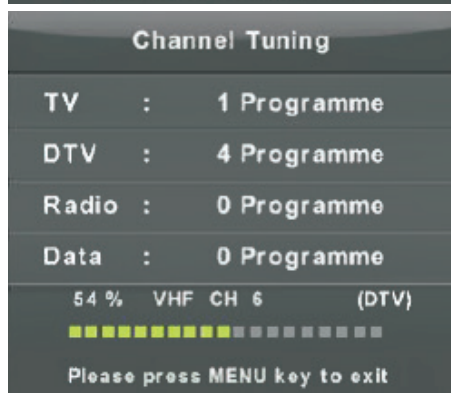 Channel Tuning
TV : 1 Programme
DTV : 4 Programme
Radio : 0 Programme
Data : 0 Programme
54 % VHF CH 6 (DTV)
Please press MENU key to exit